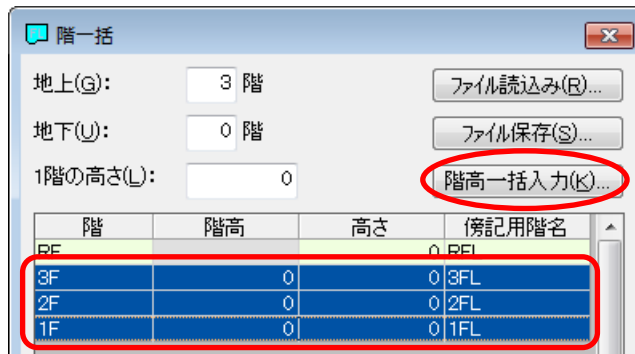 階一括
地上(G): 3 階 ファイル読込み(R)...
地下(U): 0 階 ファイル保存(S)...
1階の高さ(L): 0 階高一括入力(K)...
階 階高 高さ 傍記用階名
RF 0 RFL
3F 0 0 3FL
2F 0 0 2FL
1F 0 0 1FL